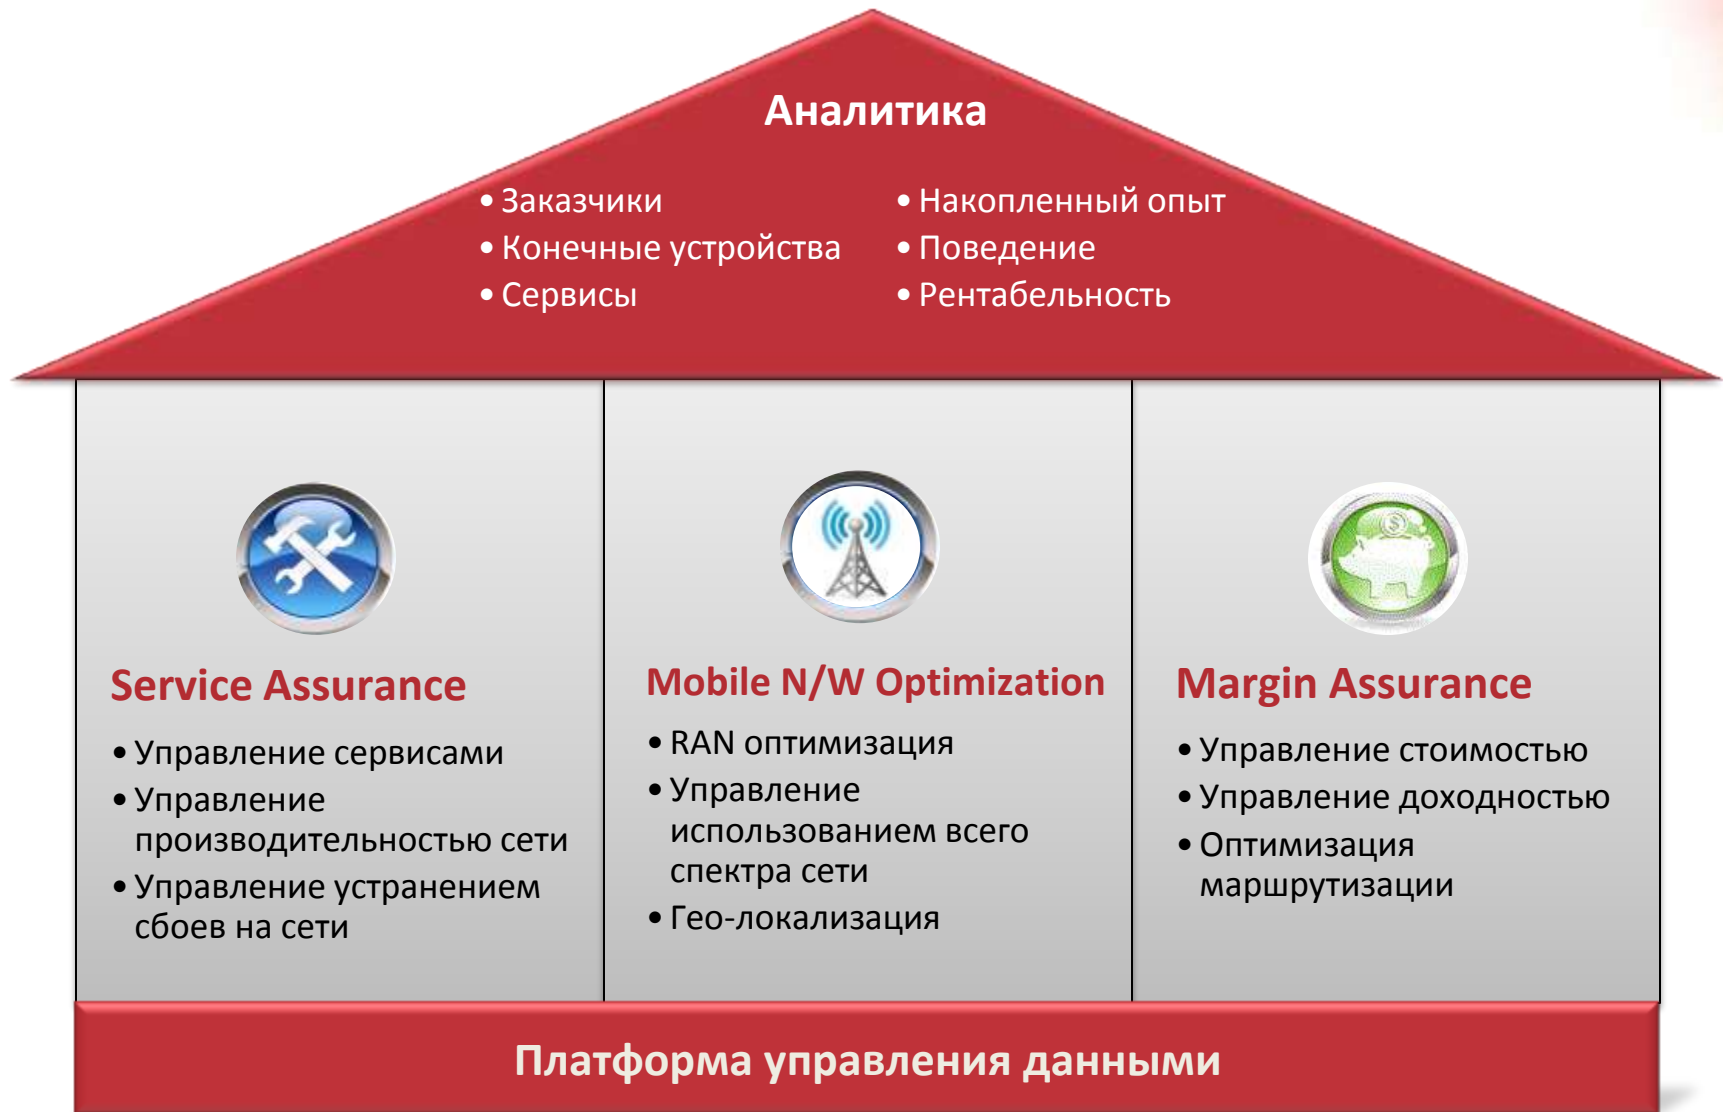 Аналитика
• Заказчики
• Конечные устройства
• Сервисы
• Накопленный опыт
• Поведение
• Рентабельность
Service Assurance
• Управление сервисами
• Управление
производительностью сети
• Управление устранением
сбоев на сети
Mobile N/W Optimization
• RAN оптимизация
• Управление
использованием всего
спектра сети
• Гео-локализация
Margin Assurance
• Управление стоимостью
• Управление доходностью
• Оптимизация
маршрутизации
Платформа управления данными